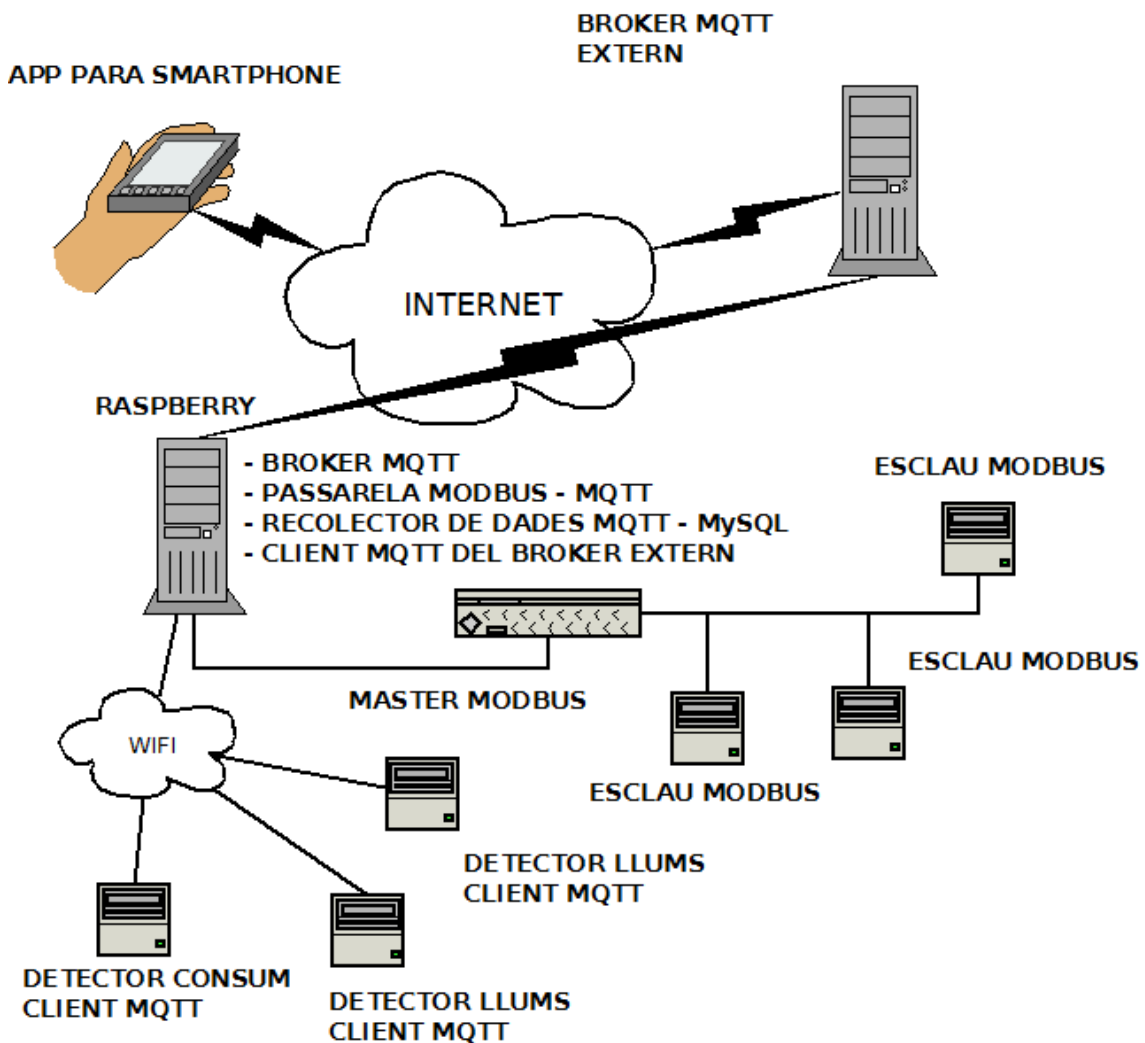 BROKER MQTT
EXTERN
APP PARA SMARTPHONE
INTERNET
RASPBERRY
- BROKER MQTT
- PASSARELA MODBUS - MQTT
- RECOLECTOR DE DADES MQTT - MySQL
- CLIENT MQTT DEL BROKER EXTERN
ESCLAU MODBUS
ESCLAU MODBUS
MASTER MODBUS
WIFI
ESCLAU MODBUS
DETECTOR LLUMS
CLIENT MQTT
DETECTOR CONSUM
CLIENT MQTT
DETECTOR LLUMS
CLIENT MQTT